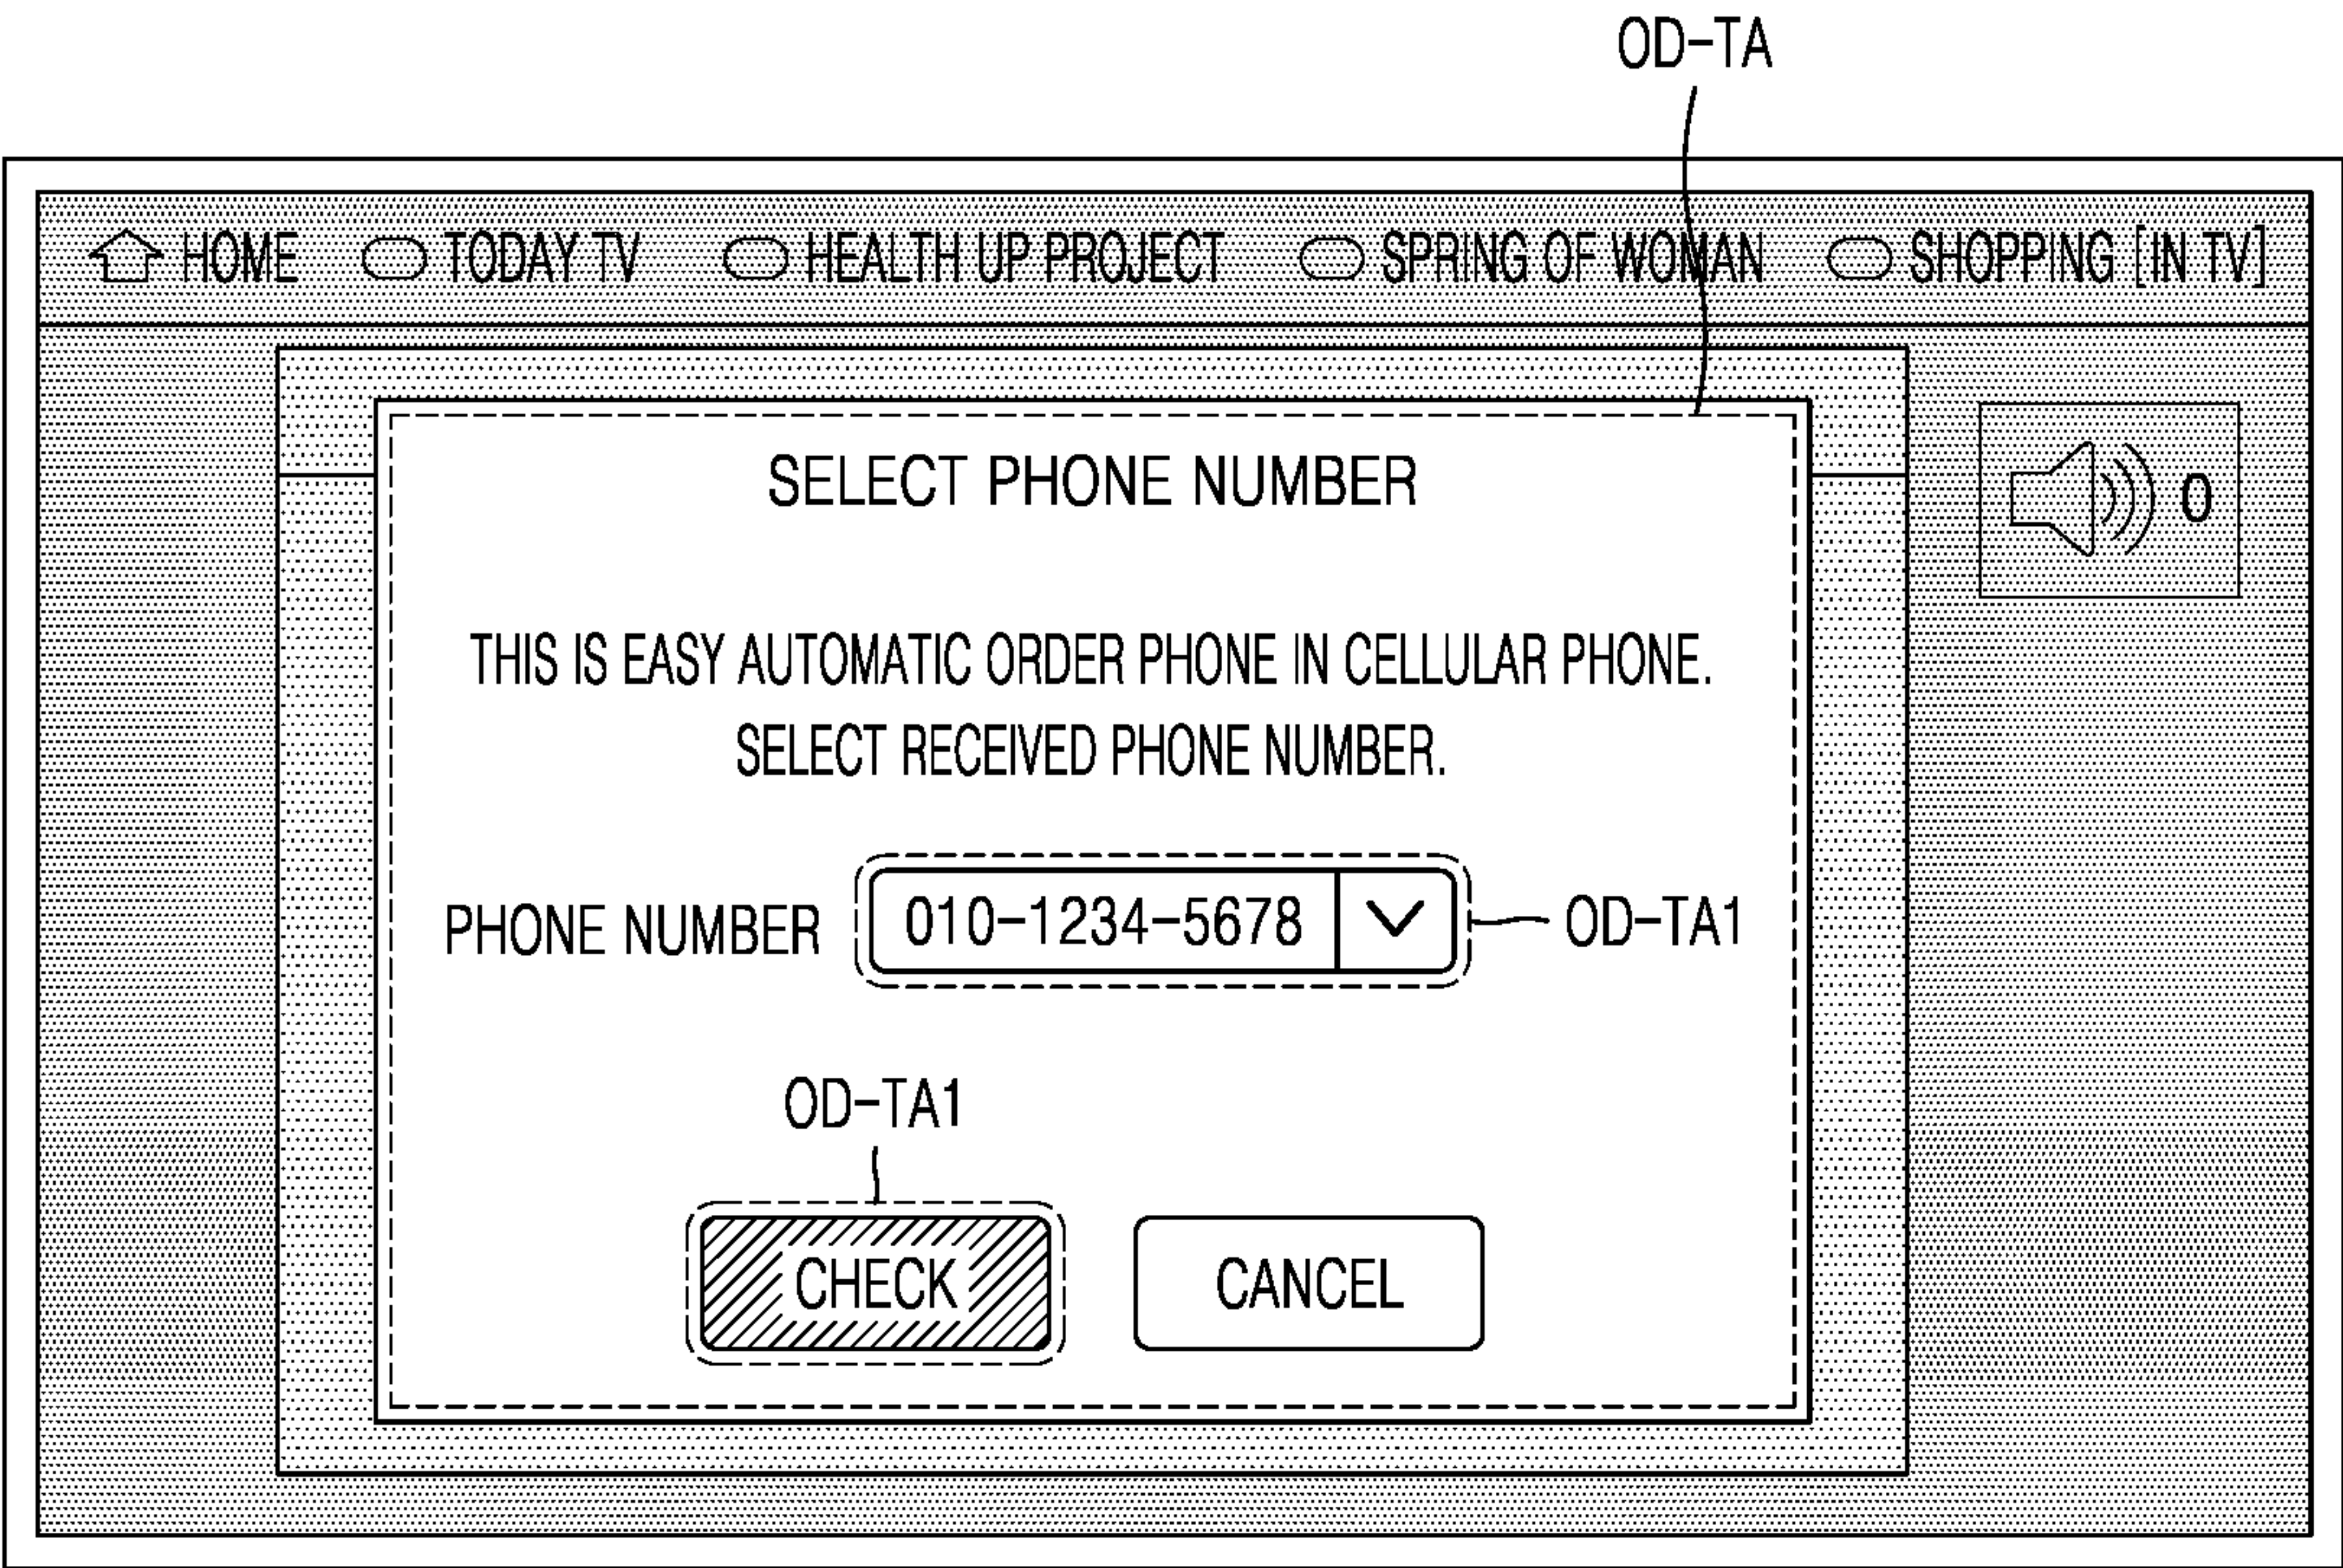 OD-TA
HOME TODAY TV HEALTH UP PROJECT SPRING OF WOMAN SHOPPING [IN TV]
SELECT PHONE NUMBER
0
THIS IS EASY AUTOMATIC ORDER PHONE IN CELLULAR PHONE.
SELECT RECEIVED PHONE NUMBER.
PHONE NUMBER 010-1234-5678 OD-TA1
OD-TA1
CHECK CANCEL